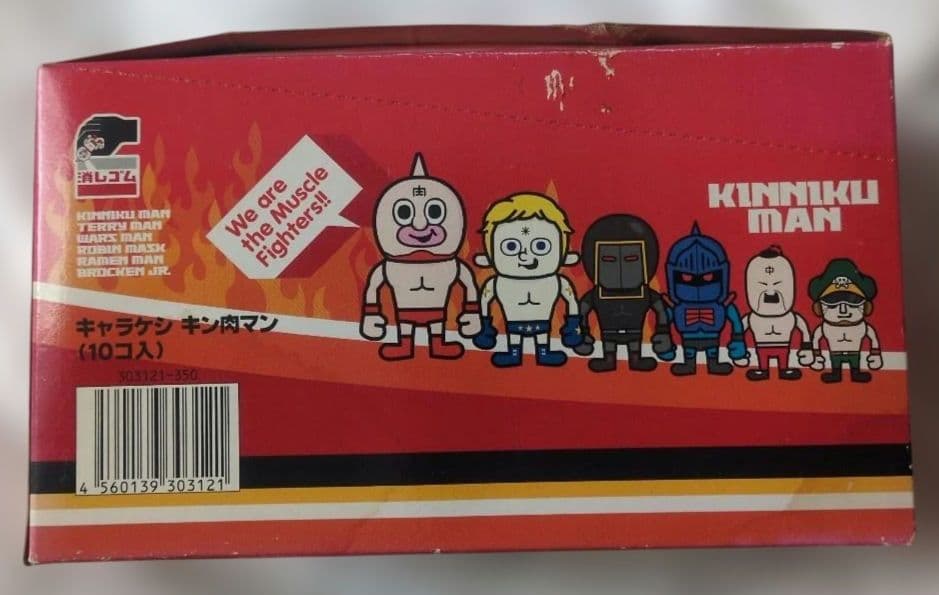 消しゴム
KINNIKU MAN
TERRY MAN
WARS MAN
ROBIN MASK
RAMEN MAN
BROCKEN JR.
We are
the Muscle
Fighters!!
肉
KINNIKU
MAN
中
キャラケシ キン肉マン
(10コ入)
303121-350
4 560139 303121